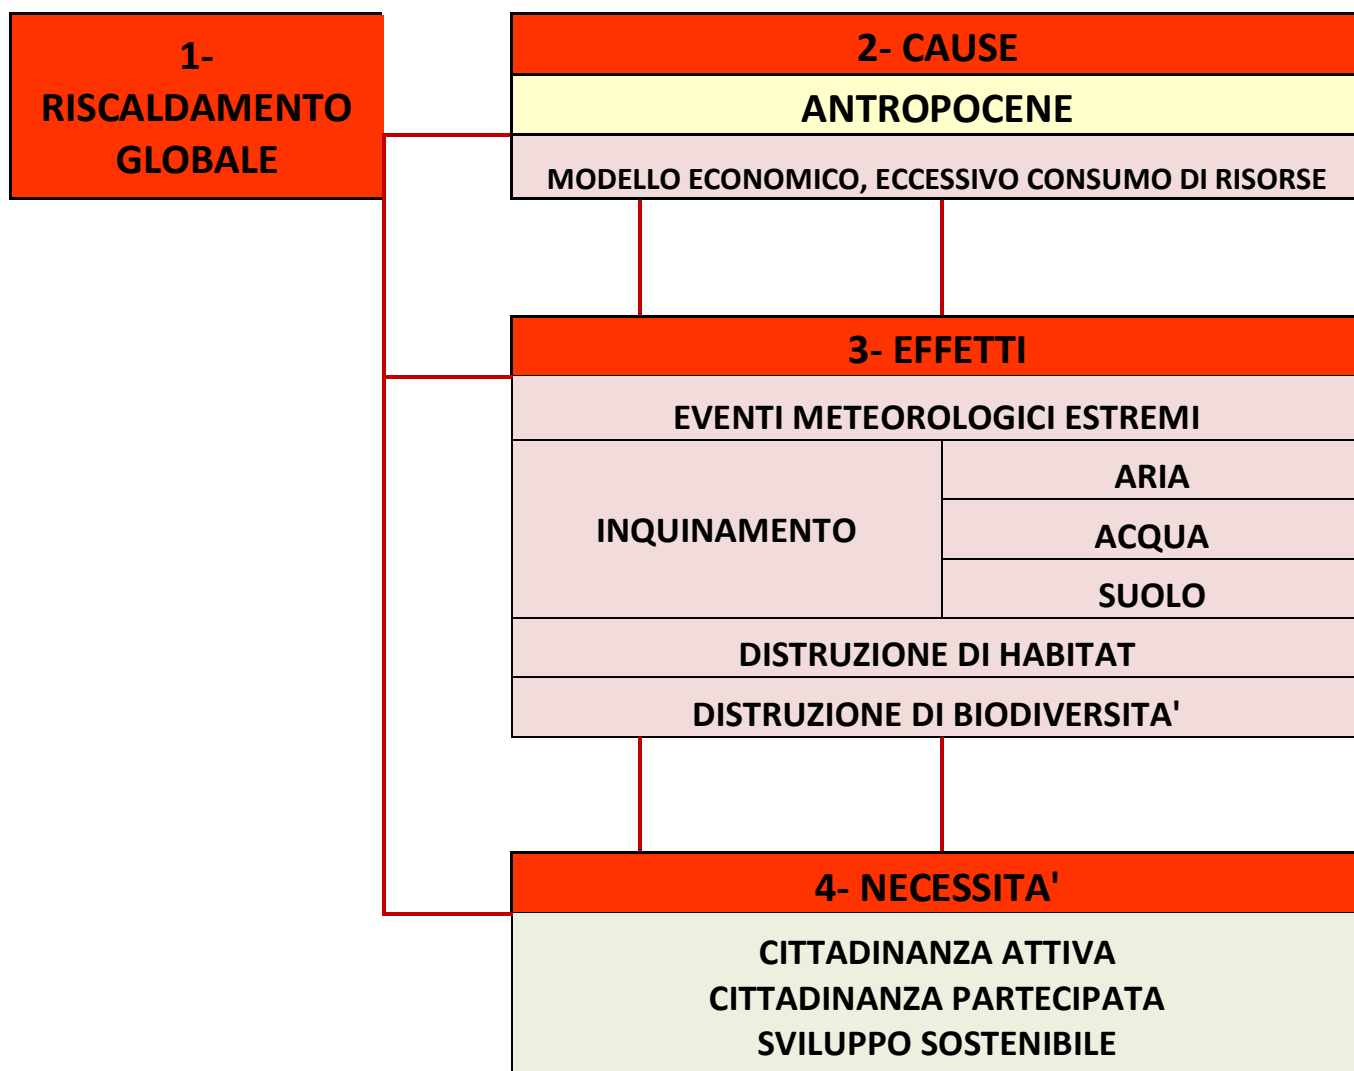 1-
RISCALDAMENTO
GLOBALE
2- CAUSE
ANTROPOCENE
MODELLO ECONOMICO, ECCESSIVO CONSUMO DI RISORSE
3- EFFETTI
EVENTI METEOROLOGICI ESTREMI
INQUINAMENTO
ARIA
ACQUA
SUOLO
DISTRUZIONE DI HABITAT
DISTRUZIONE DI BIODIVERSITA'
4- NECESSITA'
CITTADINANZA ATTIVA
CITTADINANZA PARTECIPATA
SVILUPPO SOSTENIBILE